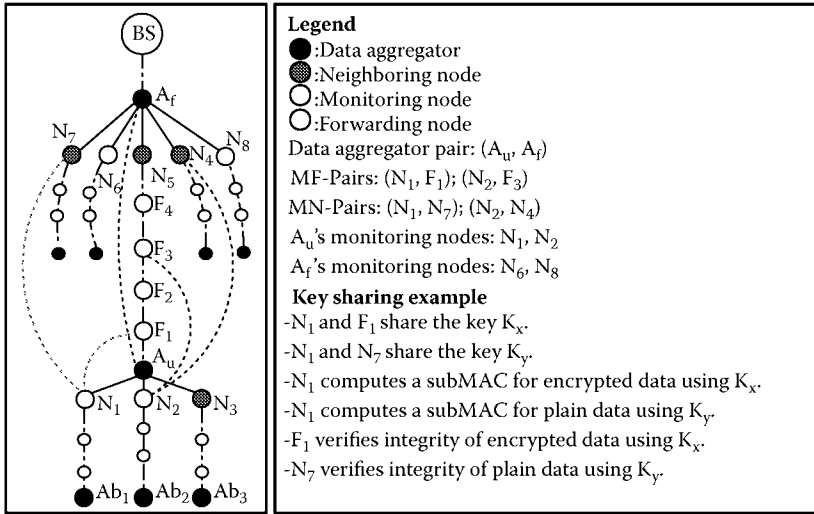 BS
A_f
N_7
N_8
N_4
N_6
N_5
F_4
F_3
F_2
F_1
A_u
N_1
N_2
N_3
Ab_1
Ab_2
Ab_3
Legend
:Data aggregator
:Neighboring node
:Monitoring node
:Forwarding node
Data aggregator pair: (A_u, A_f)
MF-Pairs: (N_1, F_1); (N_2, F_3)
MN-Pairs: (N_1, N_7); (N_2, N_4)
A_u's monitoring nodes: N_1, N_2
A_f's monitoring nodes: N_6, N_8
Key sharing example
-N_1 and F_1 share the key K_x.
-N_1 and N_7 share the key K_y.
-N_1 computes a subMAC for encrypted data using K_x.
-N_1 computes a subMAC for plain data using K_y.
-F_1 verifies integrity of encrypted data using K_x.
-N_7 verifies integrity of plain data using K_y.